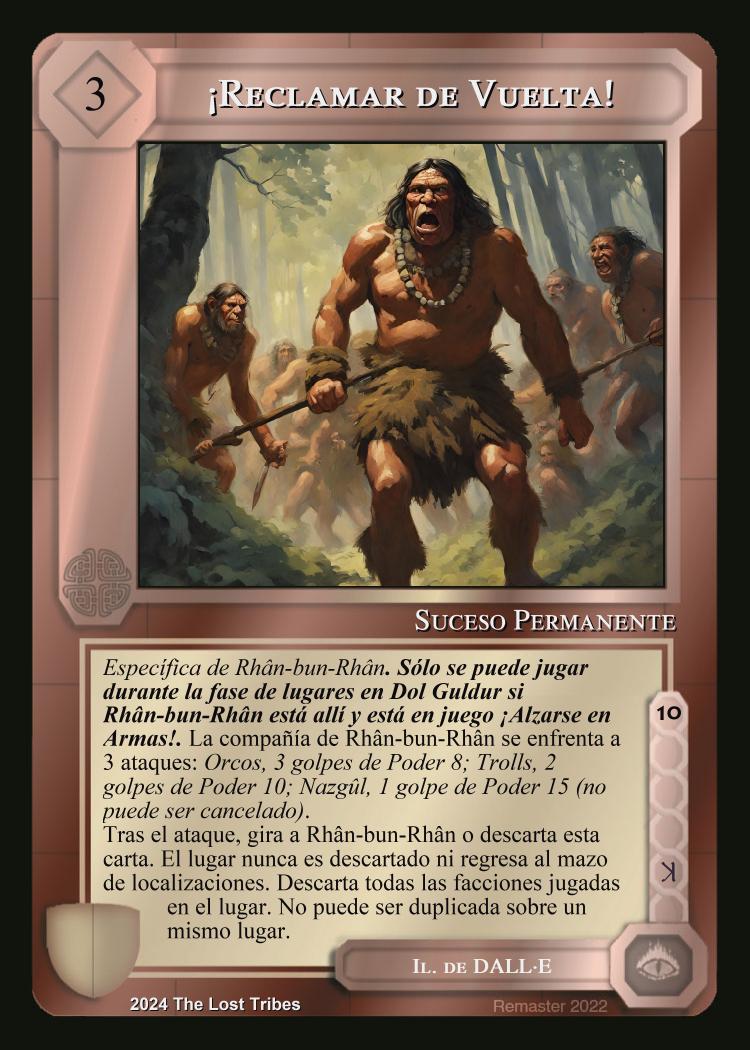 3
¡Reclamar de Vuelta!
Suceso Permanente
Específica de Rhân-bun-Rhân. Sólo se puede jugar
durante la fase de lugares en Dol Guldur si
Rhân-bun-Rhân está allí y está en juego ¡Alzarse en
Armas!. La compañía de Rhân-bun-Rhân se enfrenta a
3 ataques: Orcos, 3 golpes de Poder 8; Trolls, 2
golpes de Poder 10; Nazgûl, 1 golpe de Poder 15 (no
puede ser cancelado).
Tras el ataque, gira a Rhân-bun-Rhân o descarta esta
carta. El lugar nunca es descartado ni regresa al mazo
de localizaciones. Descarta todas las facciones jugadas
en el lugar. No puede ser duplicada sobre un
mismo lugar.
10
Il. de DALL·E
2024 The Lost Tribes
Remaster 2022